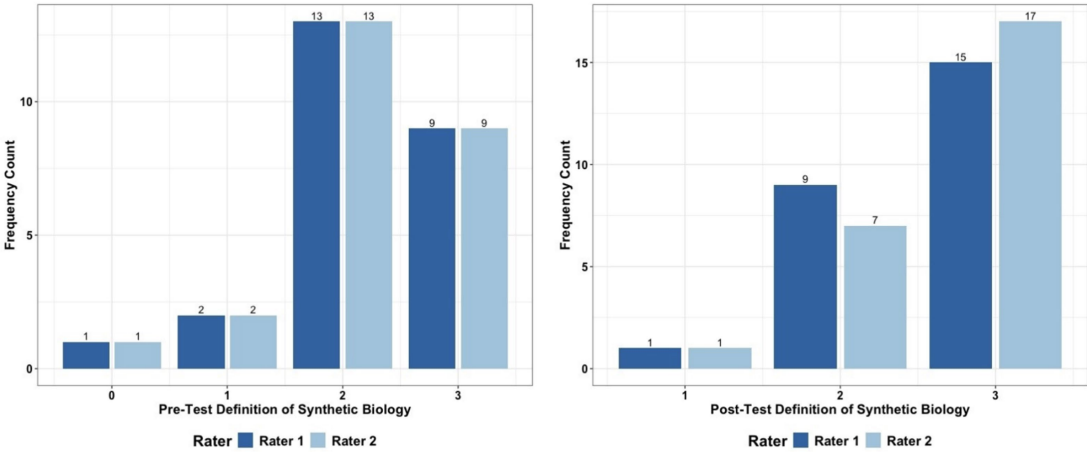 13 13
10
9 9
5
2 2
1 1
0
Frequency Count
0 1 2 3
Pre-Test Definition of Synthetic Biology
Rater Rater 1 Rater 2
17
15
15
10
9
7
5
1 1
0
Frequency Count
1 2 3
Post-Test Definition of Synthetic Biology
Rater Rater 1 Rater 2